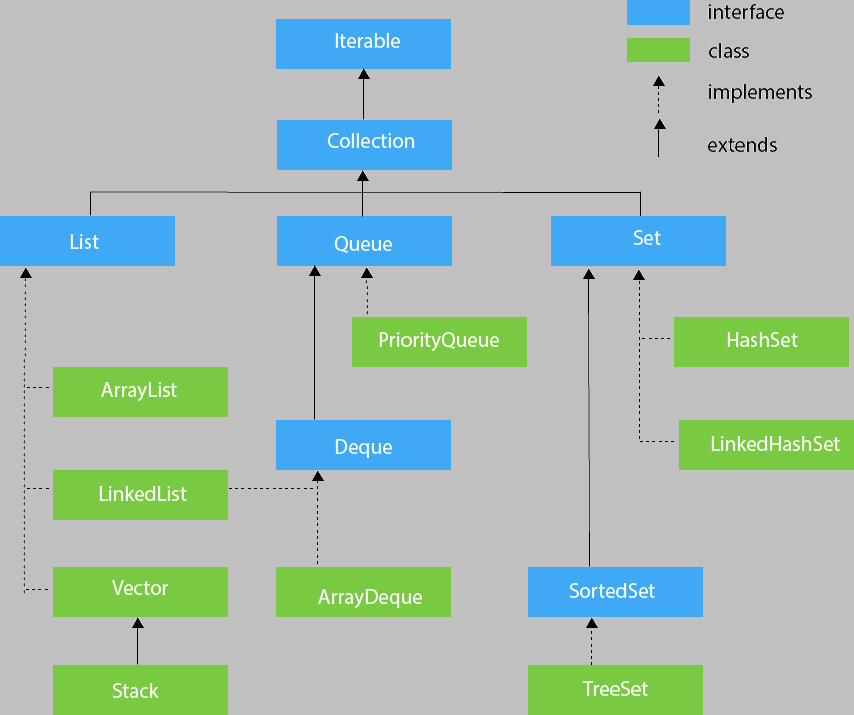 interface
Iterable
class
implements
Collection
extends
List
Queue
Set
PriorityQueue
HashSet
ArrayList
Deque
LinkedHashSet
LinkedList
Vector
ArrayDeque
SortedSet
Stack
TreeSet